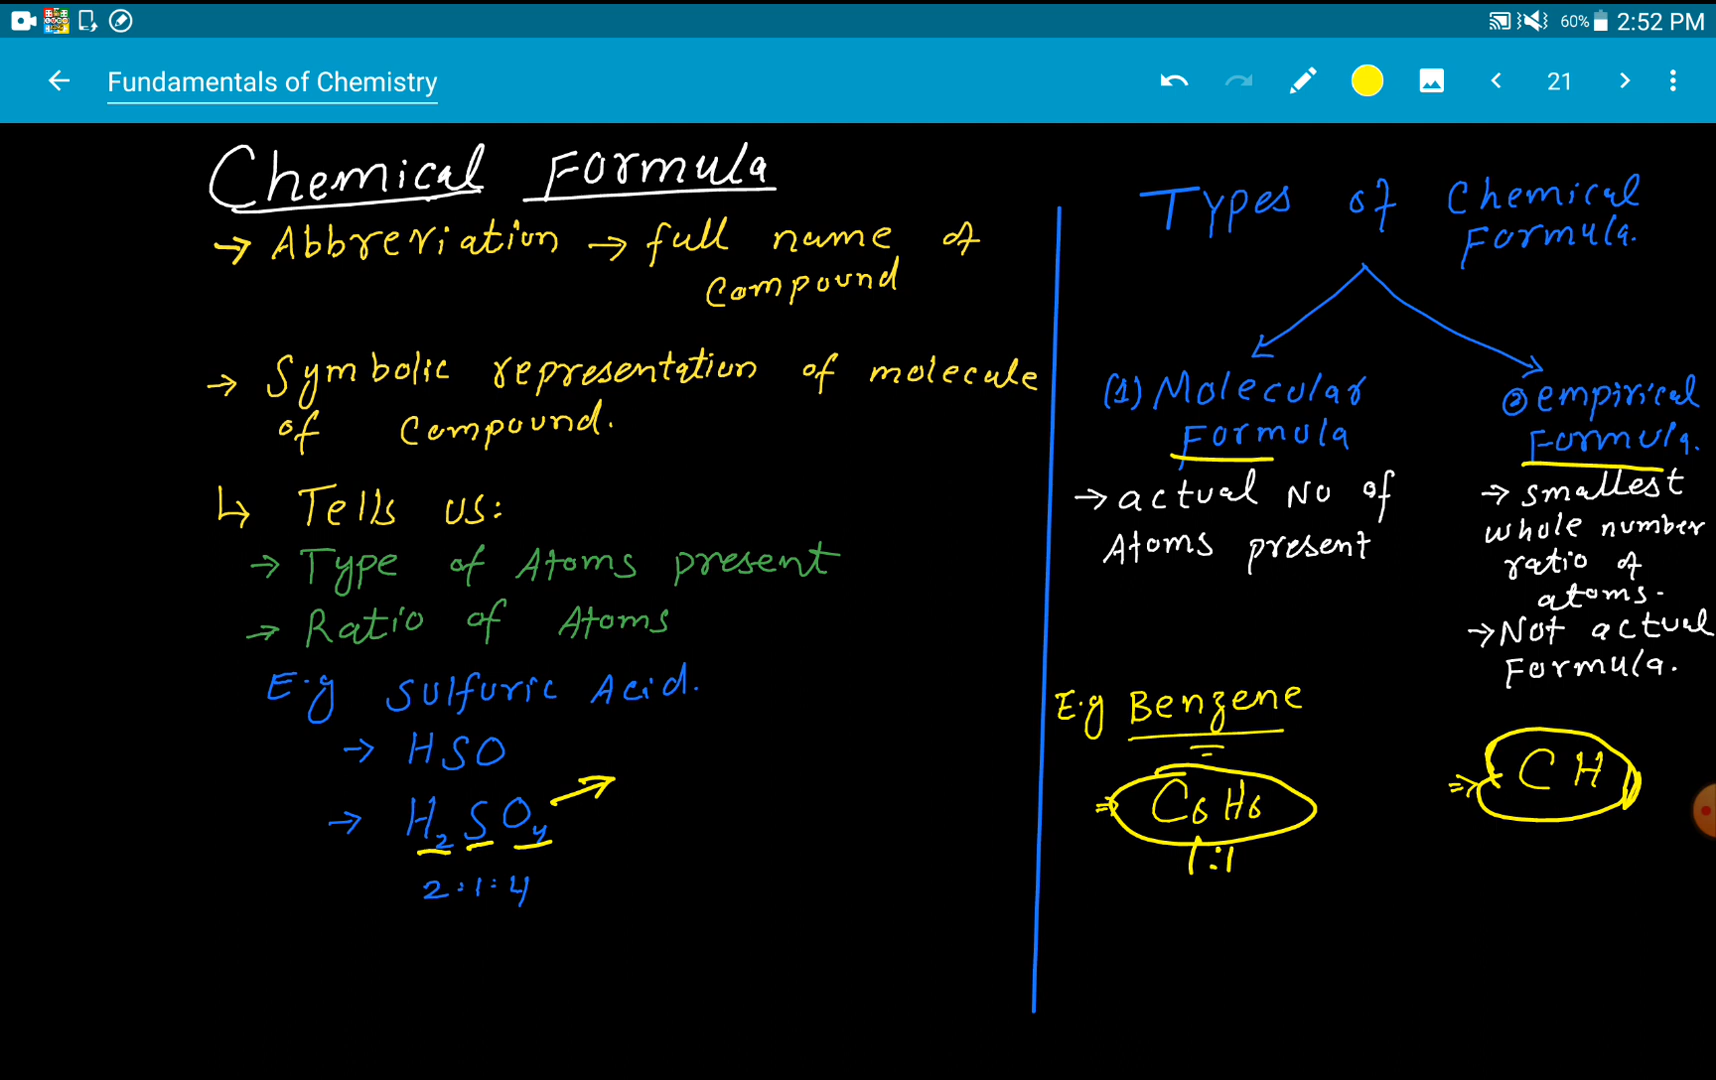 60% 2:52 PM
Fundamentals of Chemistry
21
Chemical Formula
→ Abbreviation → full name of
compound
→ Symbolic representation of molecule
of compound.
↳ Tells us:
→ Type of Atoms present
→ Ratio of Atoms
E.g Sulfuric Acid.
→ HSO
→ H₂SO₄
2:1:4
Types of Chemical
Formula.
(1) Molecular
Formula
→ actual No of
Atoms present
② empirical
Formula.
→ smallest
whole number
ratio of
atoms.
→ Not actual
Formula.
E.g Benzene
⇒ C₆H₆
1:1
⇒ CH